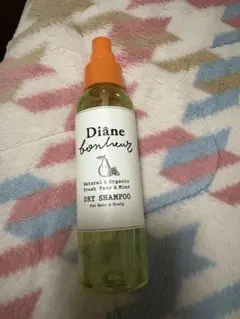 Diane
bonheur
Natural & Organic
Fresh Pear & Mint
DRY SHAMPOO
For Hair & Scalp